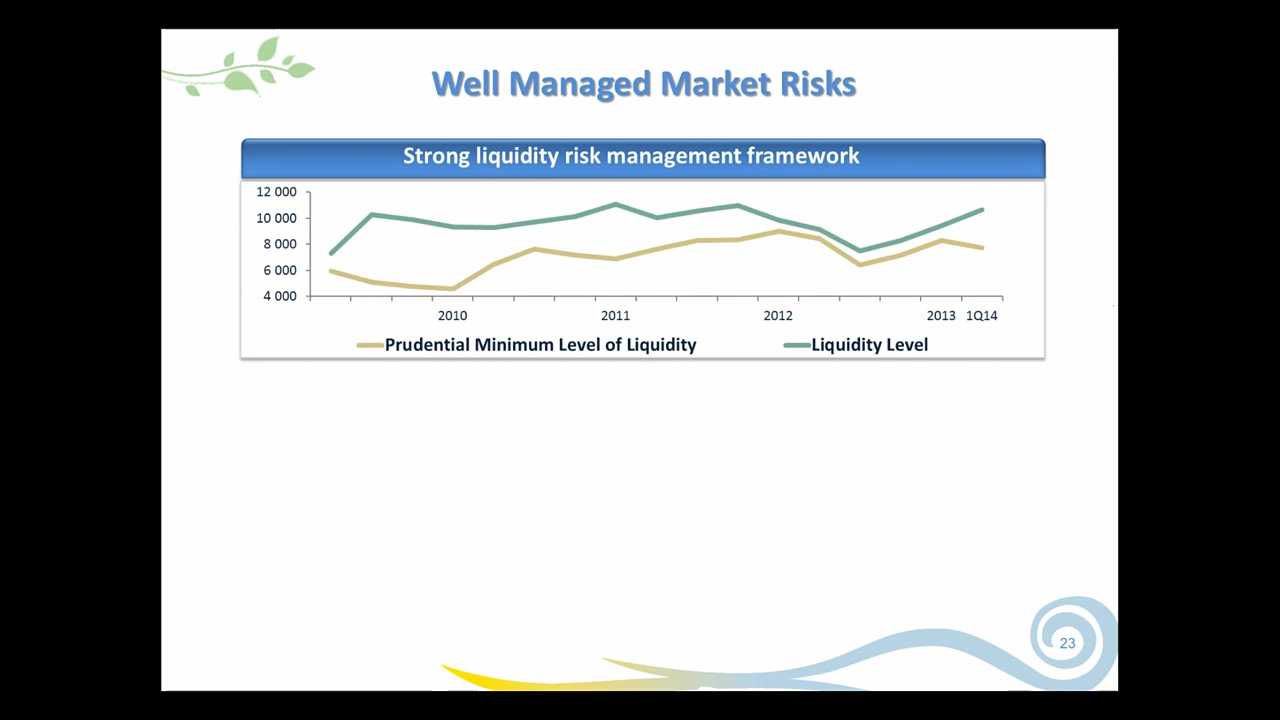 Well Managed Market Risks
Strong liquidity risk management framework
12 000
10 000
8 000
6 000
4 000
2010 2011 2012 2013 1Q14
Prudential Minimum Level of Liquidity Liquidity Level
23